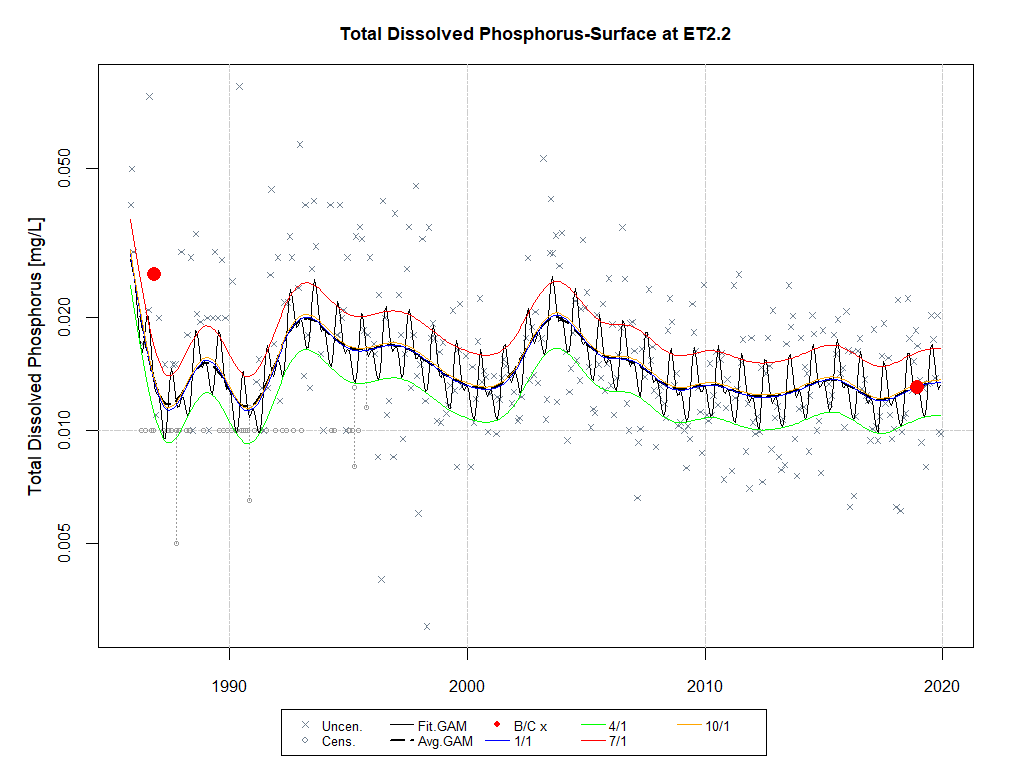 Total Dissolved Phosphorus-Surface at ET2.2
Total Dissolved Phosphorus [mg/L]
0.050
0.020
0.010
0.005
1990 2000 2010 2020
Uncen. Fit.GAM B/C x 4/1 10/1
Cens. Avg.GAM 1/1 7/1